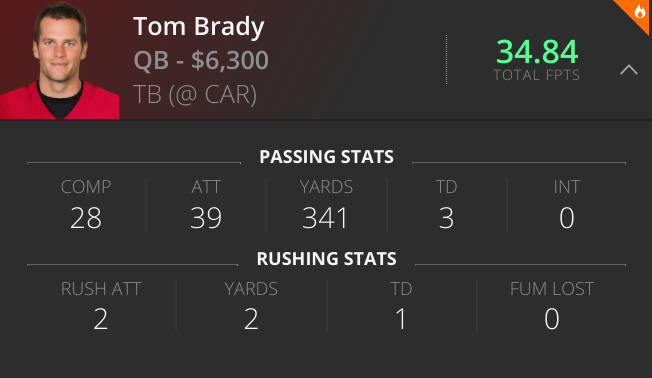 Tom Brady
QB - $6,300
TB (@ CAR)
34.84
TOTAL FPTS
PASSING STATS
COMP ATT YARDS TD INT
28 39 341 3 0
RUSHING STATS
RUSH ATT YARDS TD FUM LOST
2 2 1 0